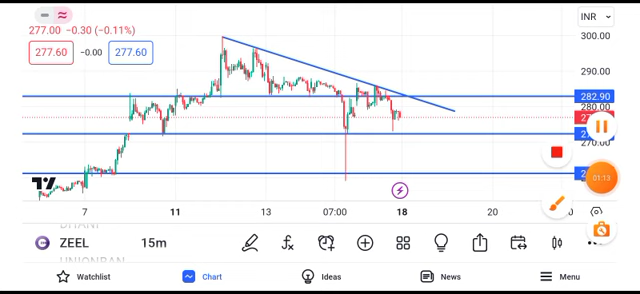 277.00 -0.30 (-0.11%)
277.60 -0.00 277.60
INR
300.00
290.00
282.90
280.00
270.00
01:13
7 11 13 07:00 18 20
ZEEL 15m
UNIONBAN
Watchlist Chart Ideas News Menu